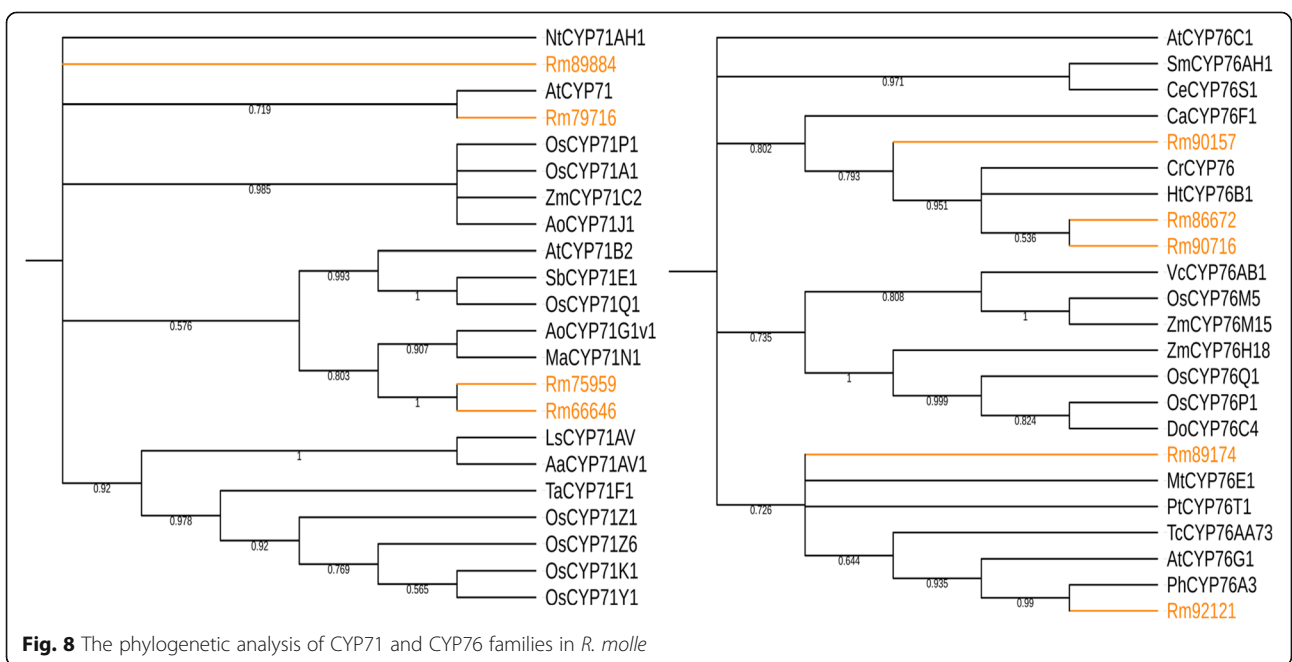 NtCYP71AH1
Rm89884
AtCYP71
0.719
Rm79716
OsCYP71P1
OsCYP71A1
0.985
ZmCYP71C2
AoCYP71J1
AtCYP71B2
0.993
SbCYP71E1
1
OsCYP71Q1
0.576
AoCYP71G1v1
0.907
MaCYP71N1
0.803
Rm75959
1
Rm66646
LsCYP71AV
1
AaCYP71AV1
0.92
TaCYP71F1
0.978
OsCYP71Z1
0.92
OsCYP71Z6
0.769
OsCYP71K1
0.565
OsCYP71Y1
AtCYP76C1
SmCYP76AH1
0.971
CeCYP76S1
CaCYP76F1
0.802
Rm90157
0.793
CrCYP76
HtCYP76B1
0.951
Rm86672
0.536
Rm90716
VcCYP76AB1
0.808
OsCYP76M5
1
ZmCYP76M15
0.735
ZmCYP76H18
1
OsCYP76Q1
0.999
OsCYP76P1
0.824
DoCYP76C4
Rm89174
MtCYP76E1
0.726
PtCYP76T1
TcCYP76AA73
0.644
AtCYP76G1
0.935
PhCYP76A3
0.99
Rm92121
Fig. 8 The phylogenetic analysis of CYP71 and CYP76 families in R. molle